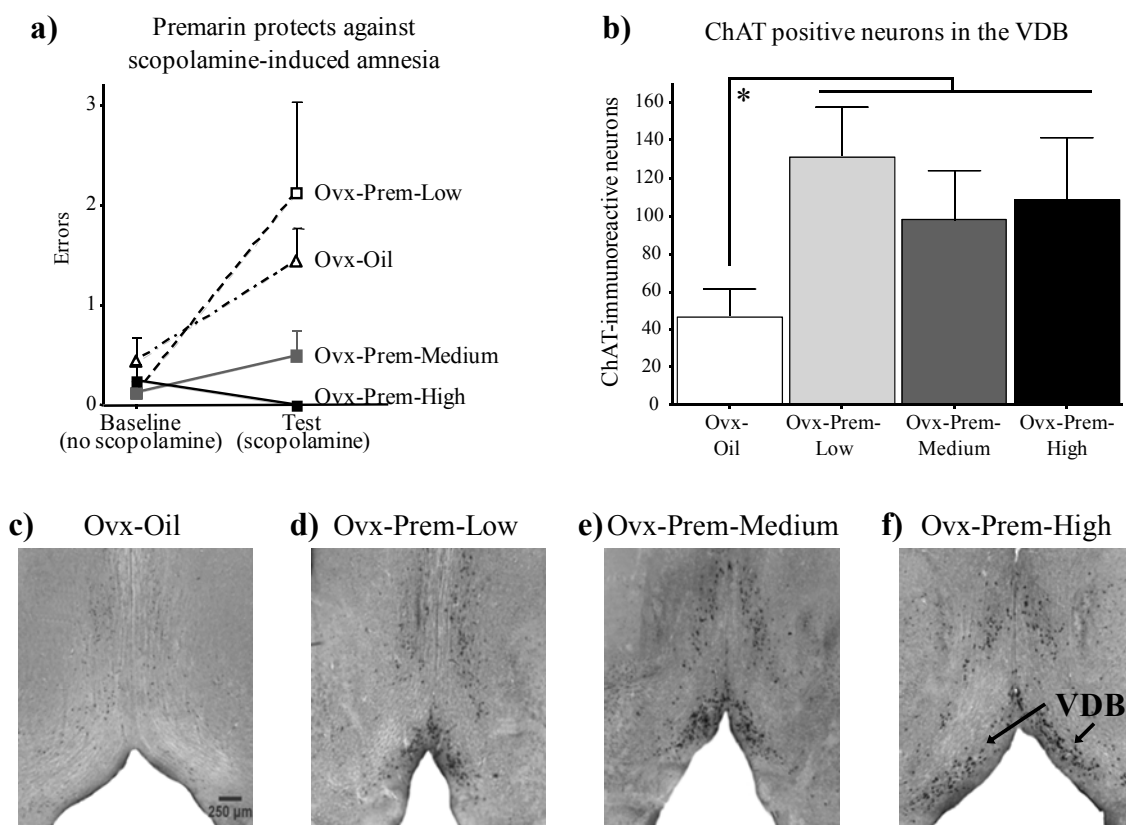 a)
Premarin protects against
scopolamine-induced amnesia
3
2
1
0
Errors
Ovx-Prem-Low
Ovx-Oil
Ovx-Prem-Medium
Ovx-Prem-High
Baseline
(no scopolamine)
Test
(scopolamine)
b)
ChAT positive neurons in the VDB
160
140
120
100
80
60
40
20
0
ChAT-immunoreactive neurons
*
Ovx-
Oil
Ovx-Prem-
Low
Ovx-Prem-
Medium
Ovx-Prem-
High
c) Ovx-Oil
250 µm
d) Ovx-Prem-Low
e) Ovx-Prem-Medium
f) Ovx-Prem-High
VDB